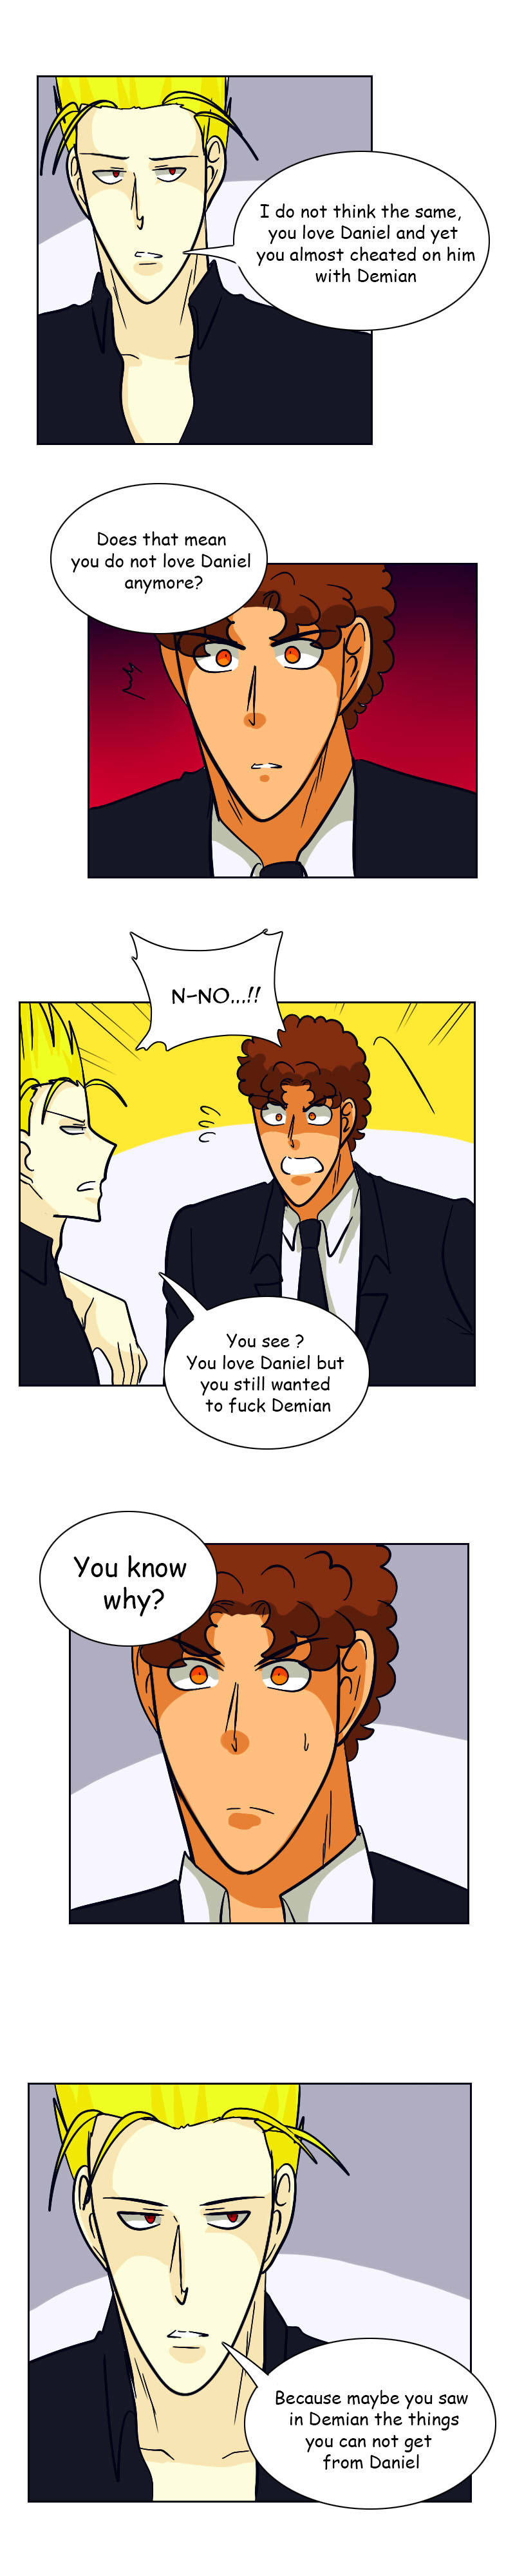 I do not think the same,
you love Daniel and yet
you almost cheated on him
with Demian
Does that mean
you do not love Daniel
anymore?
N-NO...!!
You see ?
You love Daniel but
you still wanted
to fuck Demian
You know
why?
Because maybe you saw
in Demian the things
you can not get
from Daniel